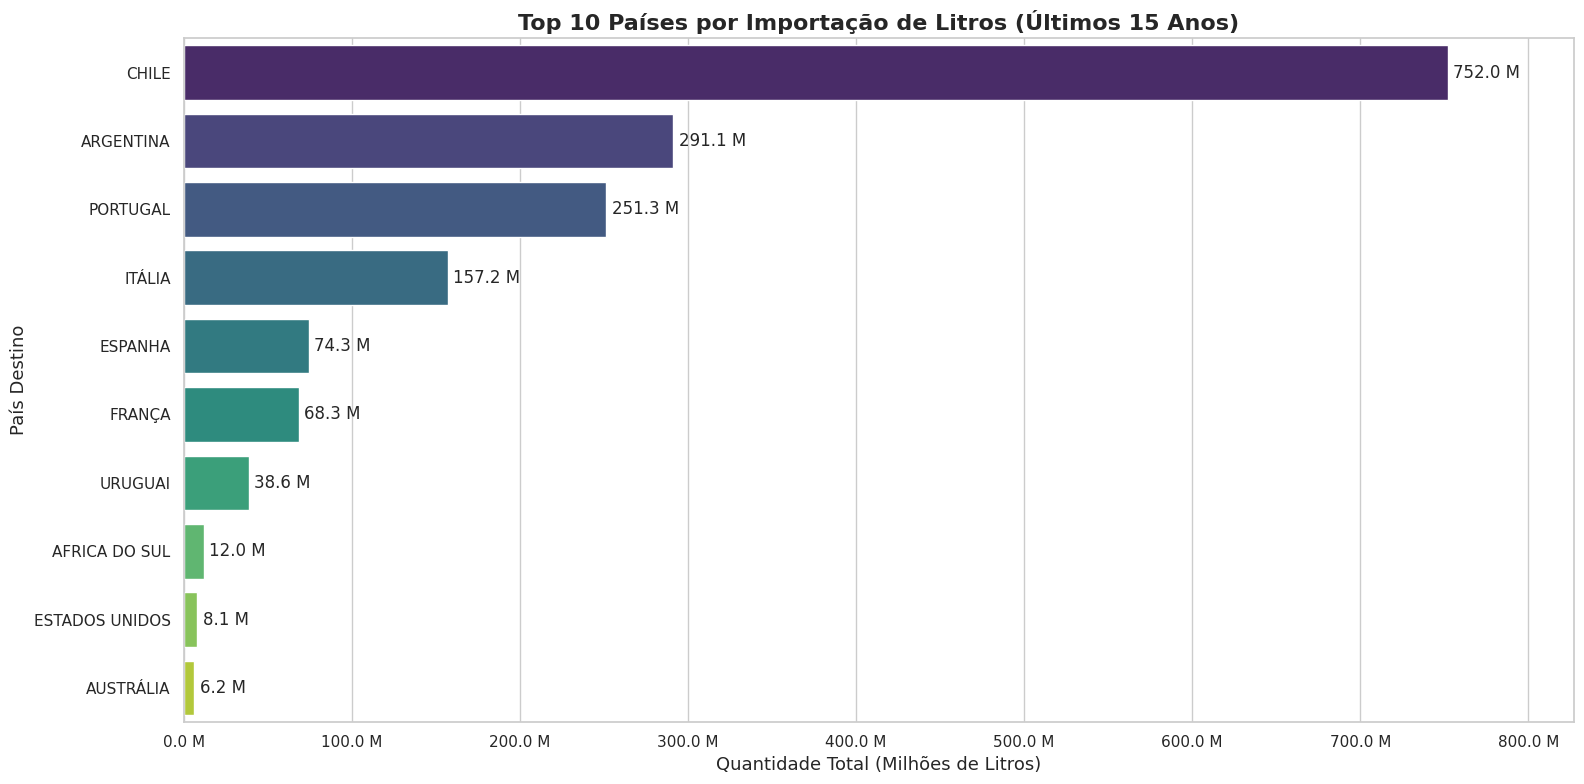 Top 10 Países por Importação de Litros (Últimos 15 Anos)
País Destino
CHILE 752.0 M
ARGENTINA 291.1 M
PORTUGAL 251.3 M
ITÁLIA 157.2 M
ESPANHA 74.3 M
FRANÇA 68.3 M
URUGUAI 38.6 M
AFRICA DO SUL 12.0 M
ESTADOS UNIDOS 8.1 M
AUSTRÁLIA 6.2 M
0.0 M 100.0 M 200.0 M 300.0 M 400.0 M 500.0 M 600.0 M 700.0 M 800.0 M
Quantidade Total (Milhões de Litros)